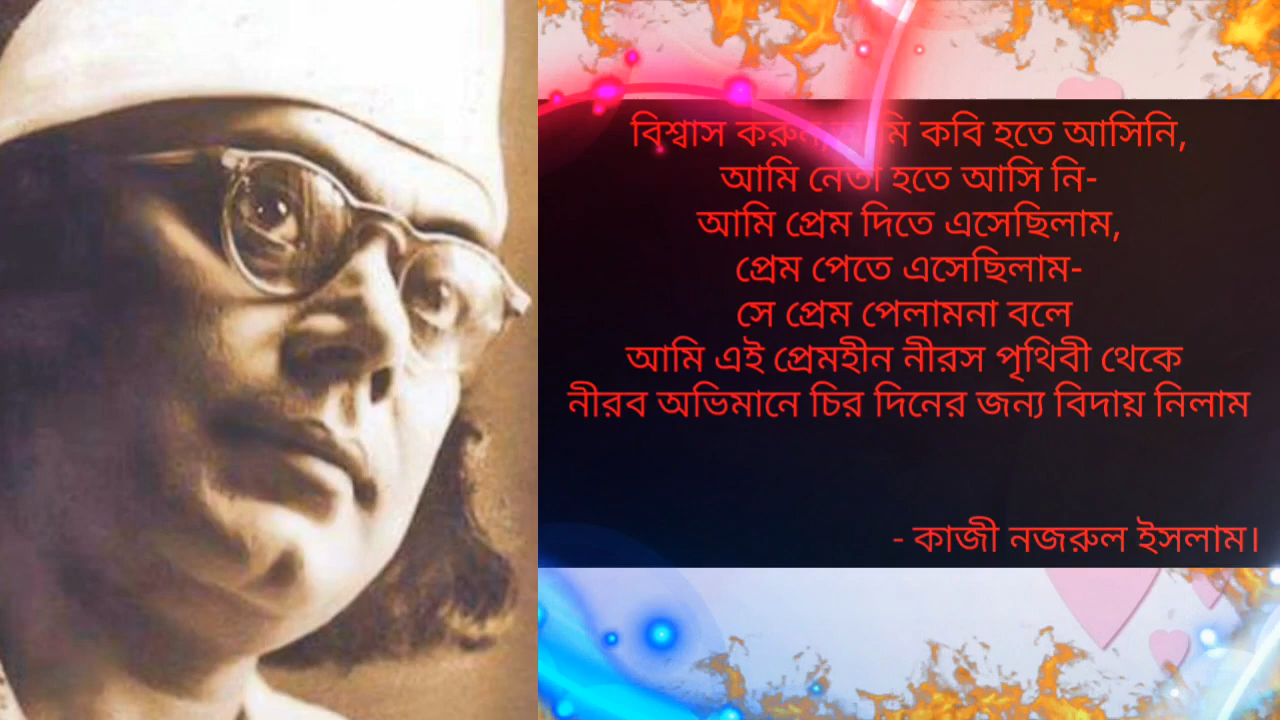 বিশ্বাস করুন, আমি কবি হতে আসিনি,
আমি নেতা হতে আসি নি-
আমি প্রেম দিতে এসেছিলাম,
প্রেম পেতে এসেছিলাম-
সে প্রেম পেলামনা বলে
আমি এই প্রেমহীন নীরস পৃথিবী থেকে
নীরব অভিমানে চির দিনের জন্য বিদায় নিলাম
- কাজী নজরুল ইসলাম।